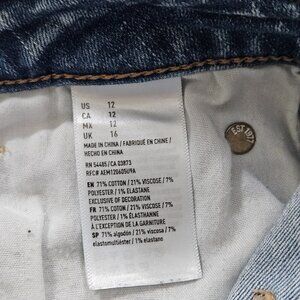 US 12
CA 12
MX 12
UK 16
MADE IN CHINA / FABRIQUÉ EN CHINE /
HECHO EN CHINA
RN 54485/CA 03873
RFC# AEM120605U9A
EN 71% COTTON / 21% VISCOSE / 7%
POLYESTER / 1% ELASTANE
EXCLUSIVE OF DECORATION
FR 71% COTON / 21% VISCOSE / 7%
POLYESTER / 1% ÉLASTHANNE
À L'EXCEPTION DE LA GARNITURE
SP 71% algodón / 21% viscosa / 7%
elastomultiéster / 1% elastano
EST 1977